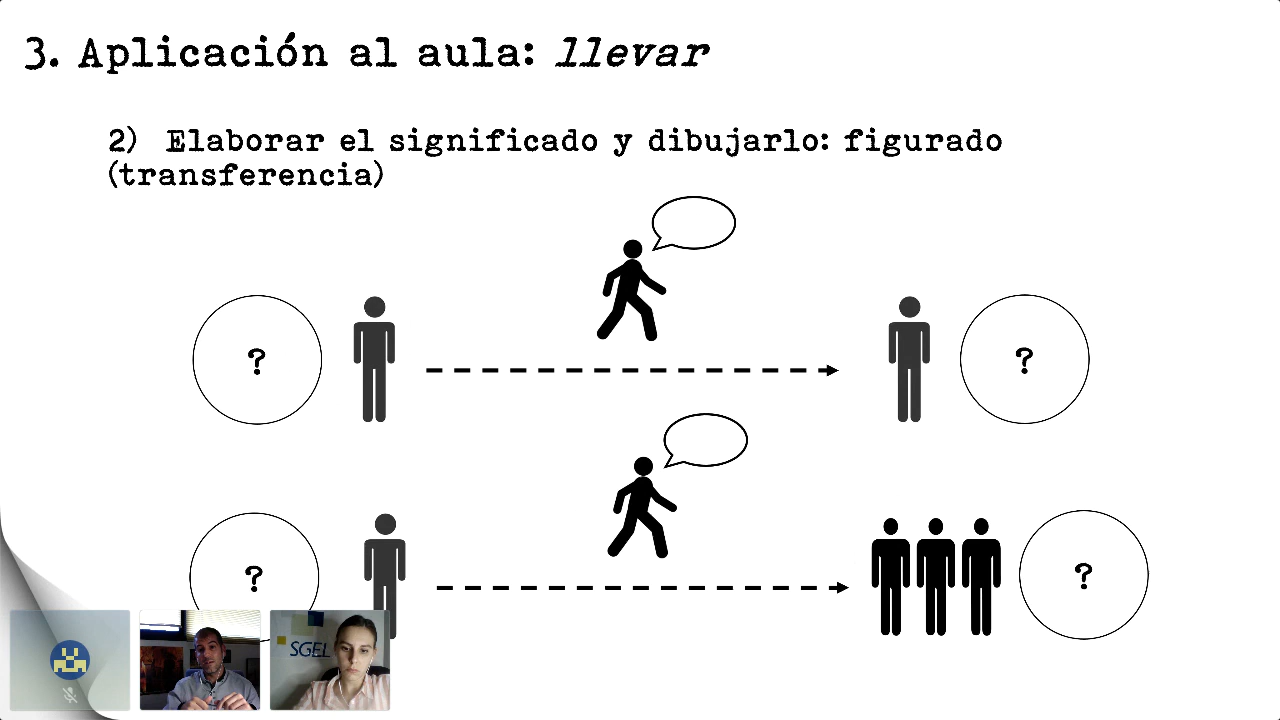 3. Aplicación al aula: llevar
2) Elaborar el significado y dibujarlo: figurado
(transferencia)
?
?
?
?
SGEL